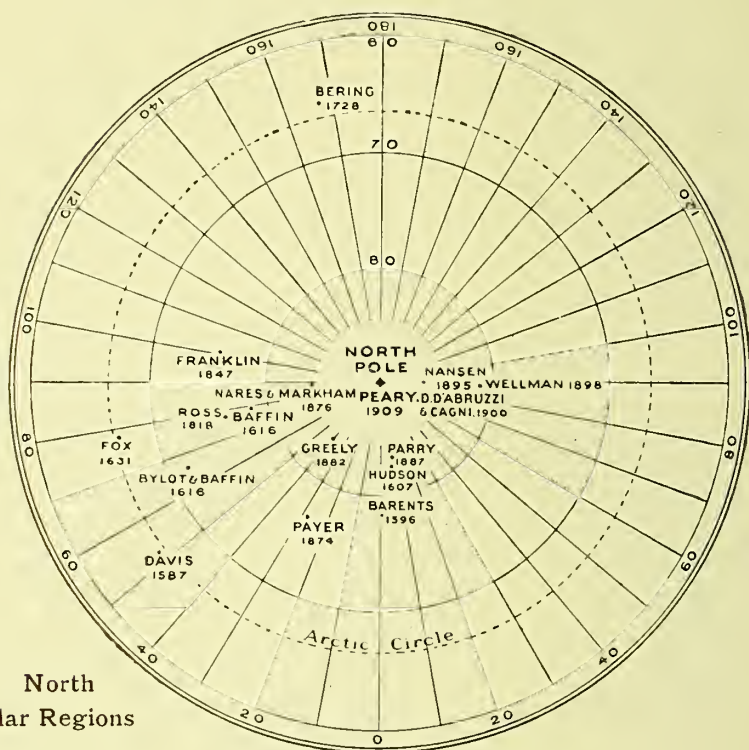 180
160 60 160
140 140
BERING
1728
70
120 120
80
100 100
NORTH
POLE
FRANKLIN
1847
NANSEN
1895
WELLMAN 1898
NARES & MARKHAM
1876
PEARY
1909
D.D'ABRUZZI
& CAGNI.1900
ROSS
1818
BAFFIN
1616
80 80
FOX
1631
GREELY
1882
PARRY
1887
HUDSON
1607
BYLOT & BAFFIN
1616
BARENTS
1596
PAYER
1874
DAVIS
1587
60 60
Arctic Circle
40 40
North
lar Regions
20 20
0